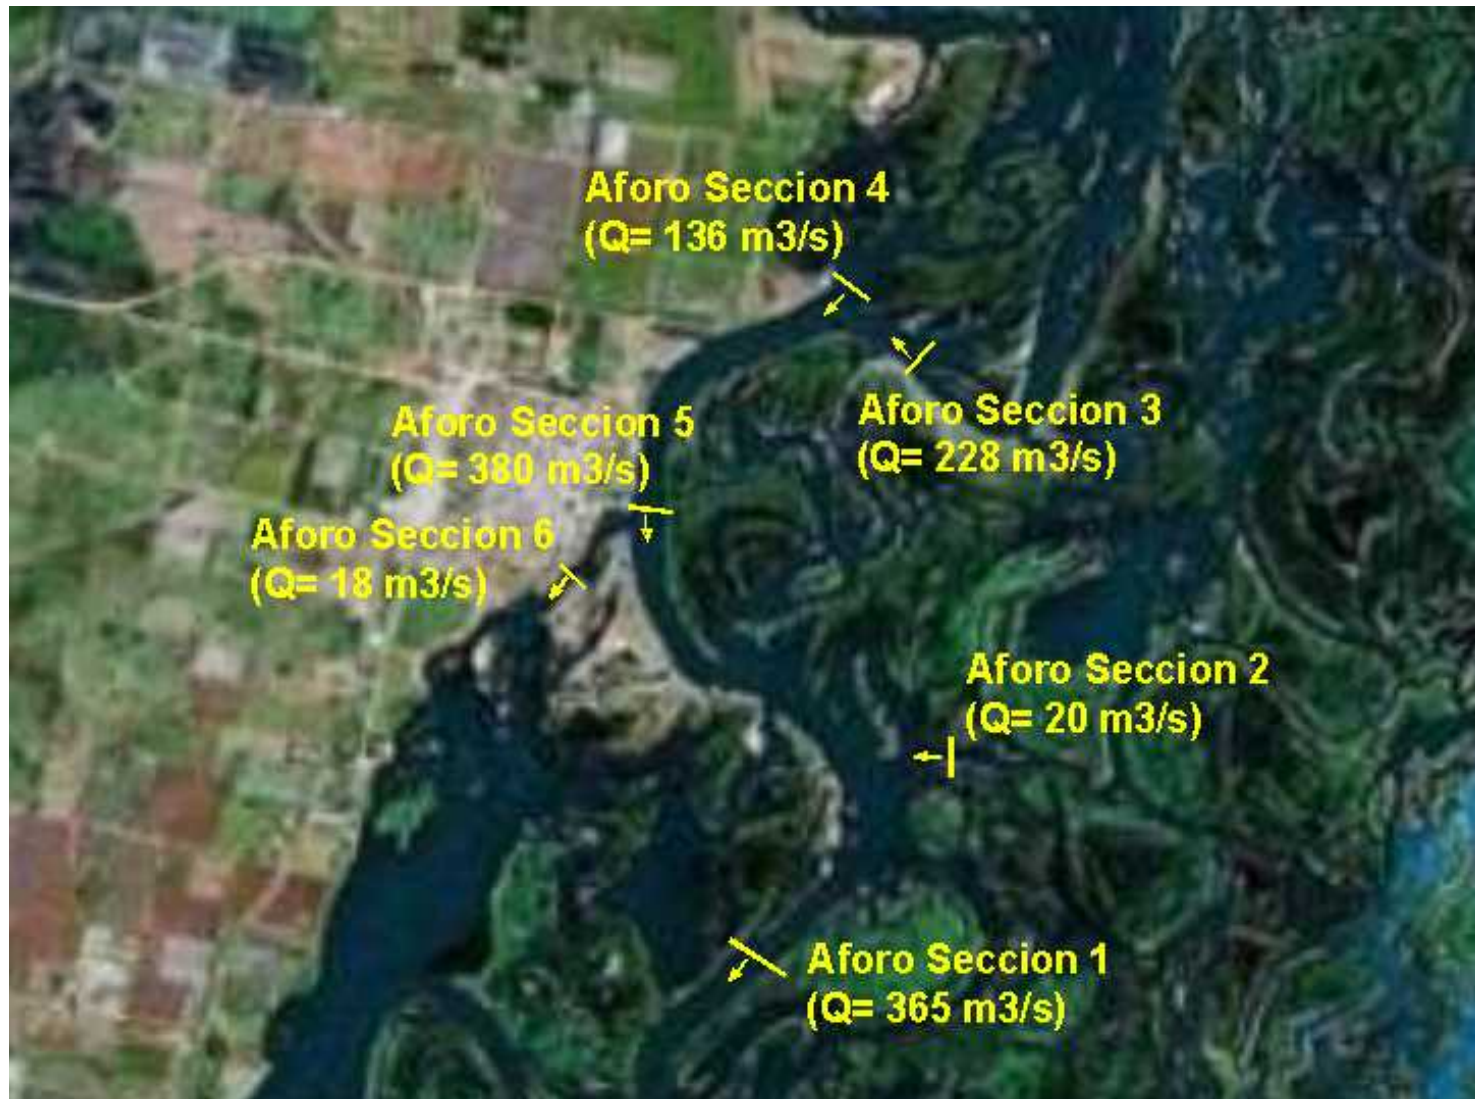 Aforo Seccion 4
(Q= 136 m3/s)
Aforo Seccion 3
(Q= 228 m3/s)
Aforo Seccion 5
(Q= 380 m3/s)
Aforo Seccion 6
(Q= 18 m3/s)
Aforo Seccion 2
(Q= 20 m3/s)
Aforo Seccion 1
(Q= 365 m3/s)